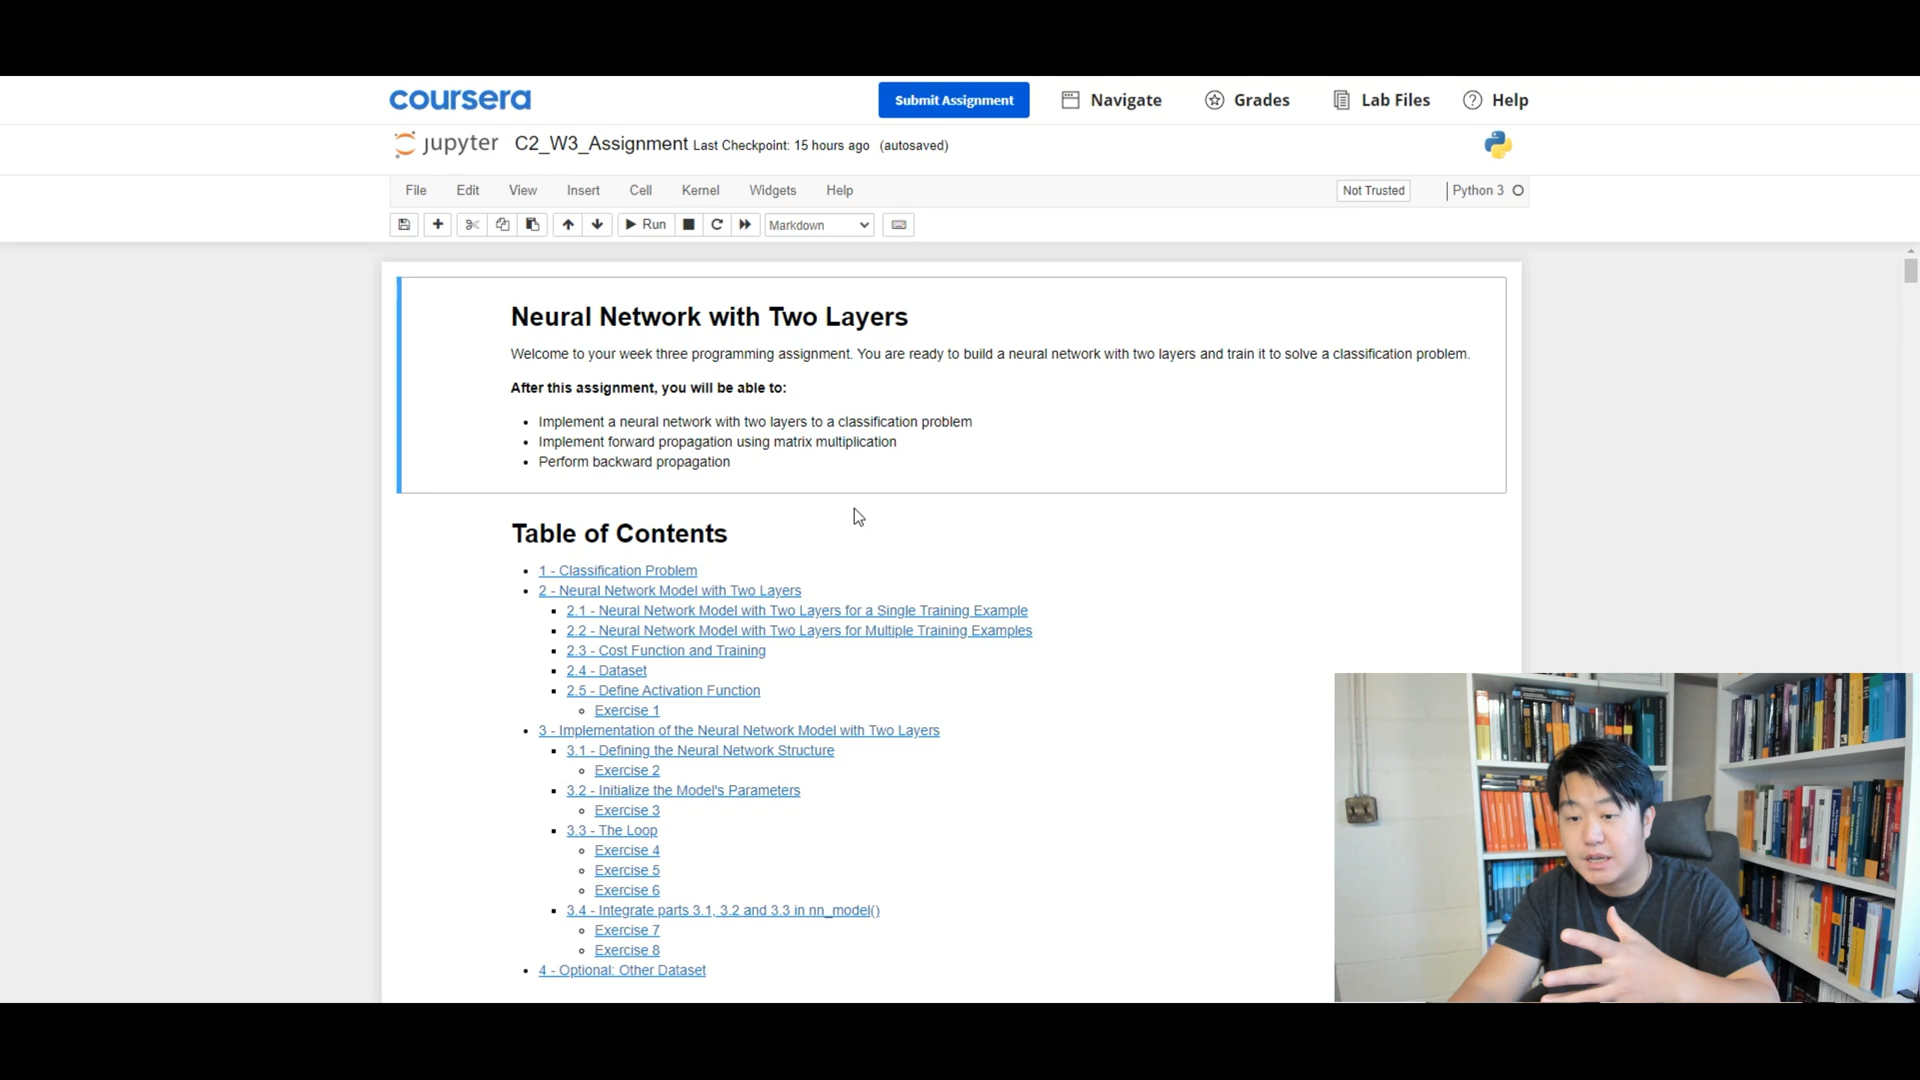 coursera
Submit Assignment
Navigate
Grades
Lab Files
Help
jupyter C2_W3_Assignment Last Checkpoint: 15 hours ago (autosaved)
File Edit View Insert Cell Kernel Widgets Help
Not Trusted
Python 3
Run
Markdown
Neural Network with Two Layers
Welcome to your week three programming assignment. You are ready to build a neural network with two layers and train it to solve a classification problem.
After this assignment, you will be able to:
Implement a neural network with two layers to a classification problem
Implement forward propagation using matrix multiplication
Perform backward propagation
Table of Contents
1 - Classification Problem
2 - Neural Network Model with Two Layers
2.1 - Neural Network Model with Two Layers for a Single Training Example
2.2 - Neural Network Model with Two Layers for Multiple Training Examples
2.3 - Cost Function and Training
2.4 - Dataset
2.5 - Define Activation Function
Exercise 1
3 - Implementation of the Neural Network Model with Two Layers
3.1 - Defining the Neural Network Structure
Exercise 2
3.2 - Initialize the Model's Parameters
Exercise 3
3.3 - The Loop
Exercise 4
Exercise 5
Exercise 6
3.4 - Integrate parts 3.1, 3.2 and 3.3 in nn_model()
Exercise 7
Exercise 8
4 - Optional: Other Dataset